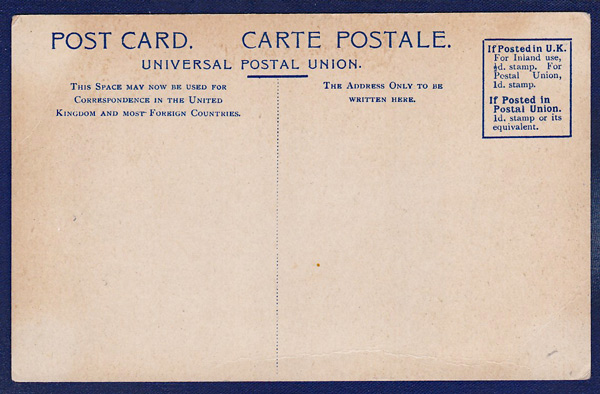 POST CARD. CARTE POSTALE.
UNIVERSAL POSTAL UNION.
THIS SPACE MAY NOW BE USED FOR
CORRESPONDENCE IN THE UNITED
KINGDOM AND MOST FOREIGN COUNTRIES.
THE ADDRESS ONLY TO BE
WRITTEN HERE.
If Posted in U.K.
For Inland use,
½d. stamp. For
Postal Union,
1d. stamp.
If Posted in
Postal Union.
1d. stamp or its
equivalent.